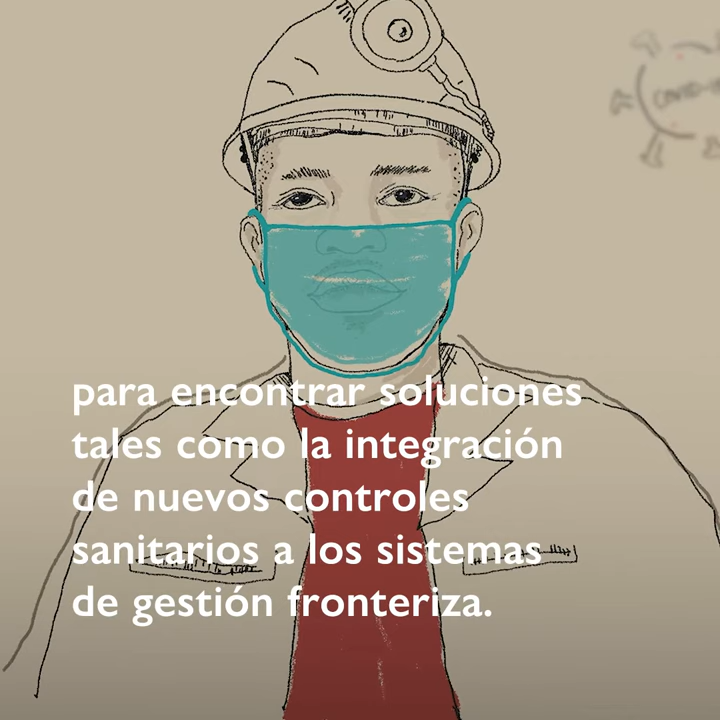 para encontrar soluciones
tales como la integración
de nuevos controles
sanitarios a los sistemas
de gestión fronteriza.